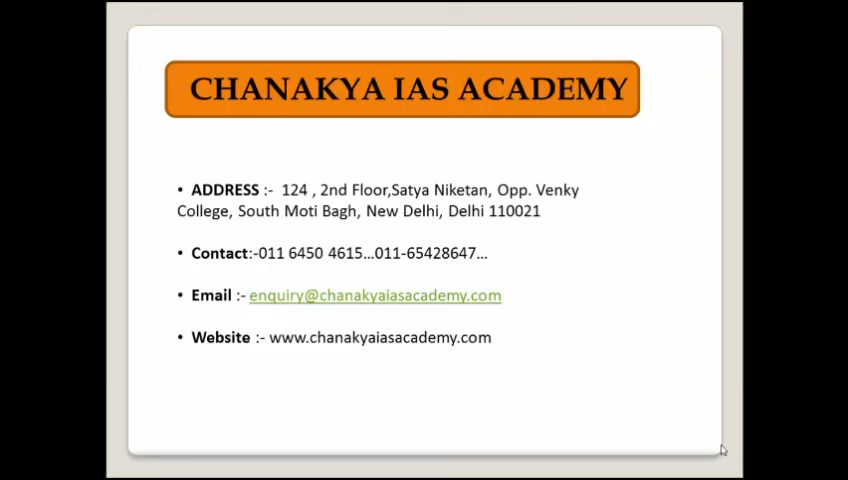 CHANAKYA IAS ACADEMY
• ADDRESS :-  124 , 2nd Floor,Satya Niketan, Opp. Venky
College, South Moti Bagh, New Delhi, Delhi 110021
• Contact:-011 6450 4615...011-65428647...
• Email :- enquiry@chanakyaiasacademy.com
• Website :- www.chanakyaiasacademy.com